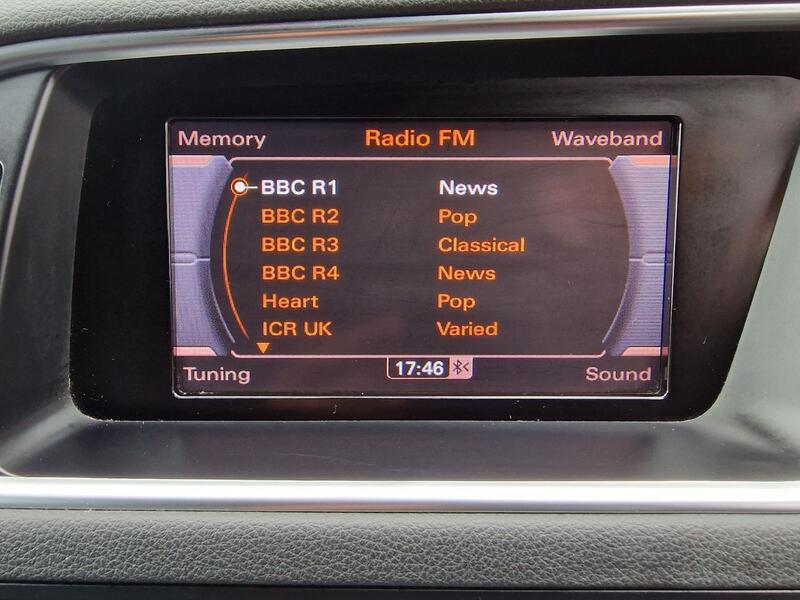 Memory Radio FM Waveband
BBC R1 News
BBC R2 Pop
BBC R3 Classical
BBC R4 News
Heart Pop
ICR UK Varied
Tuning 17:46 Sound